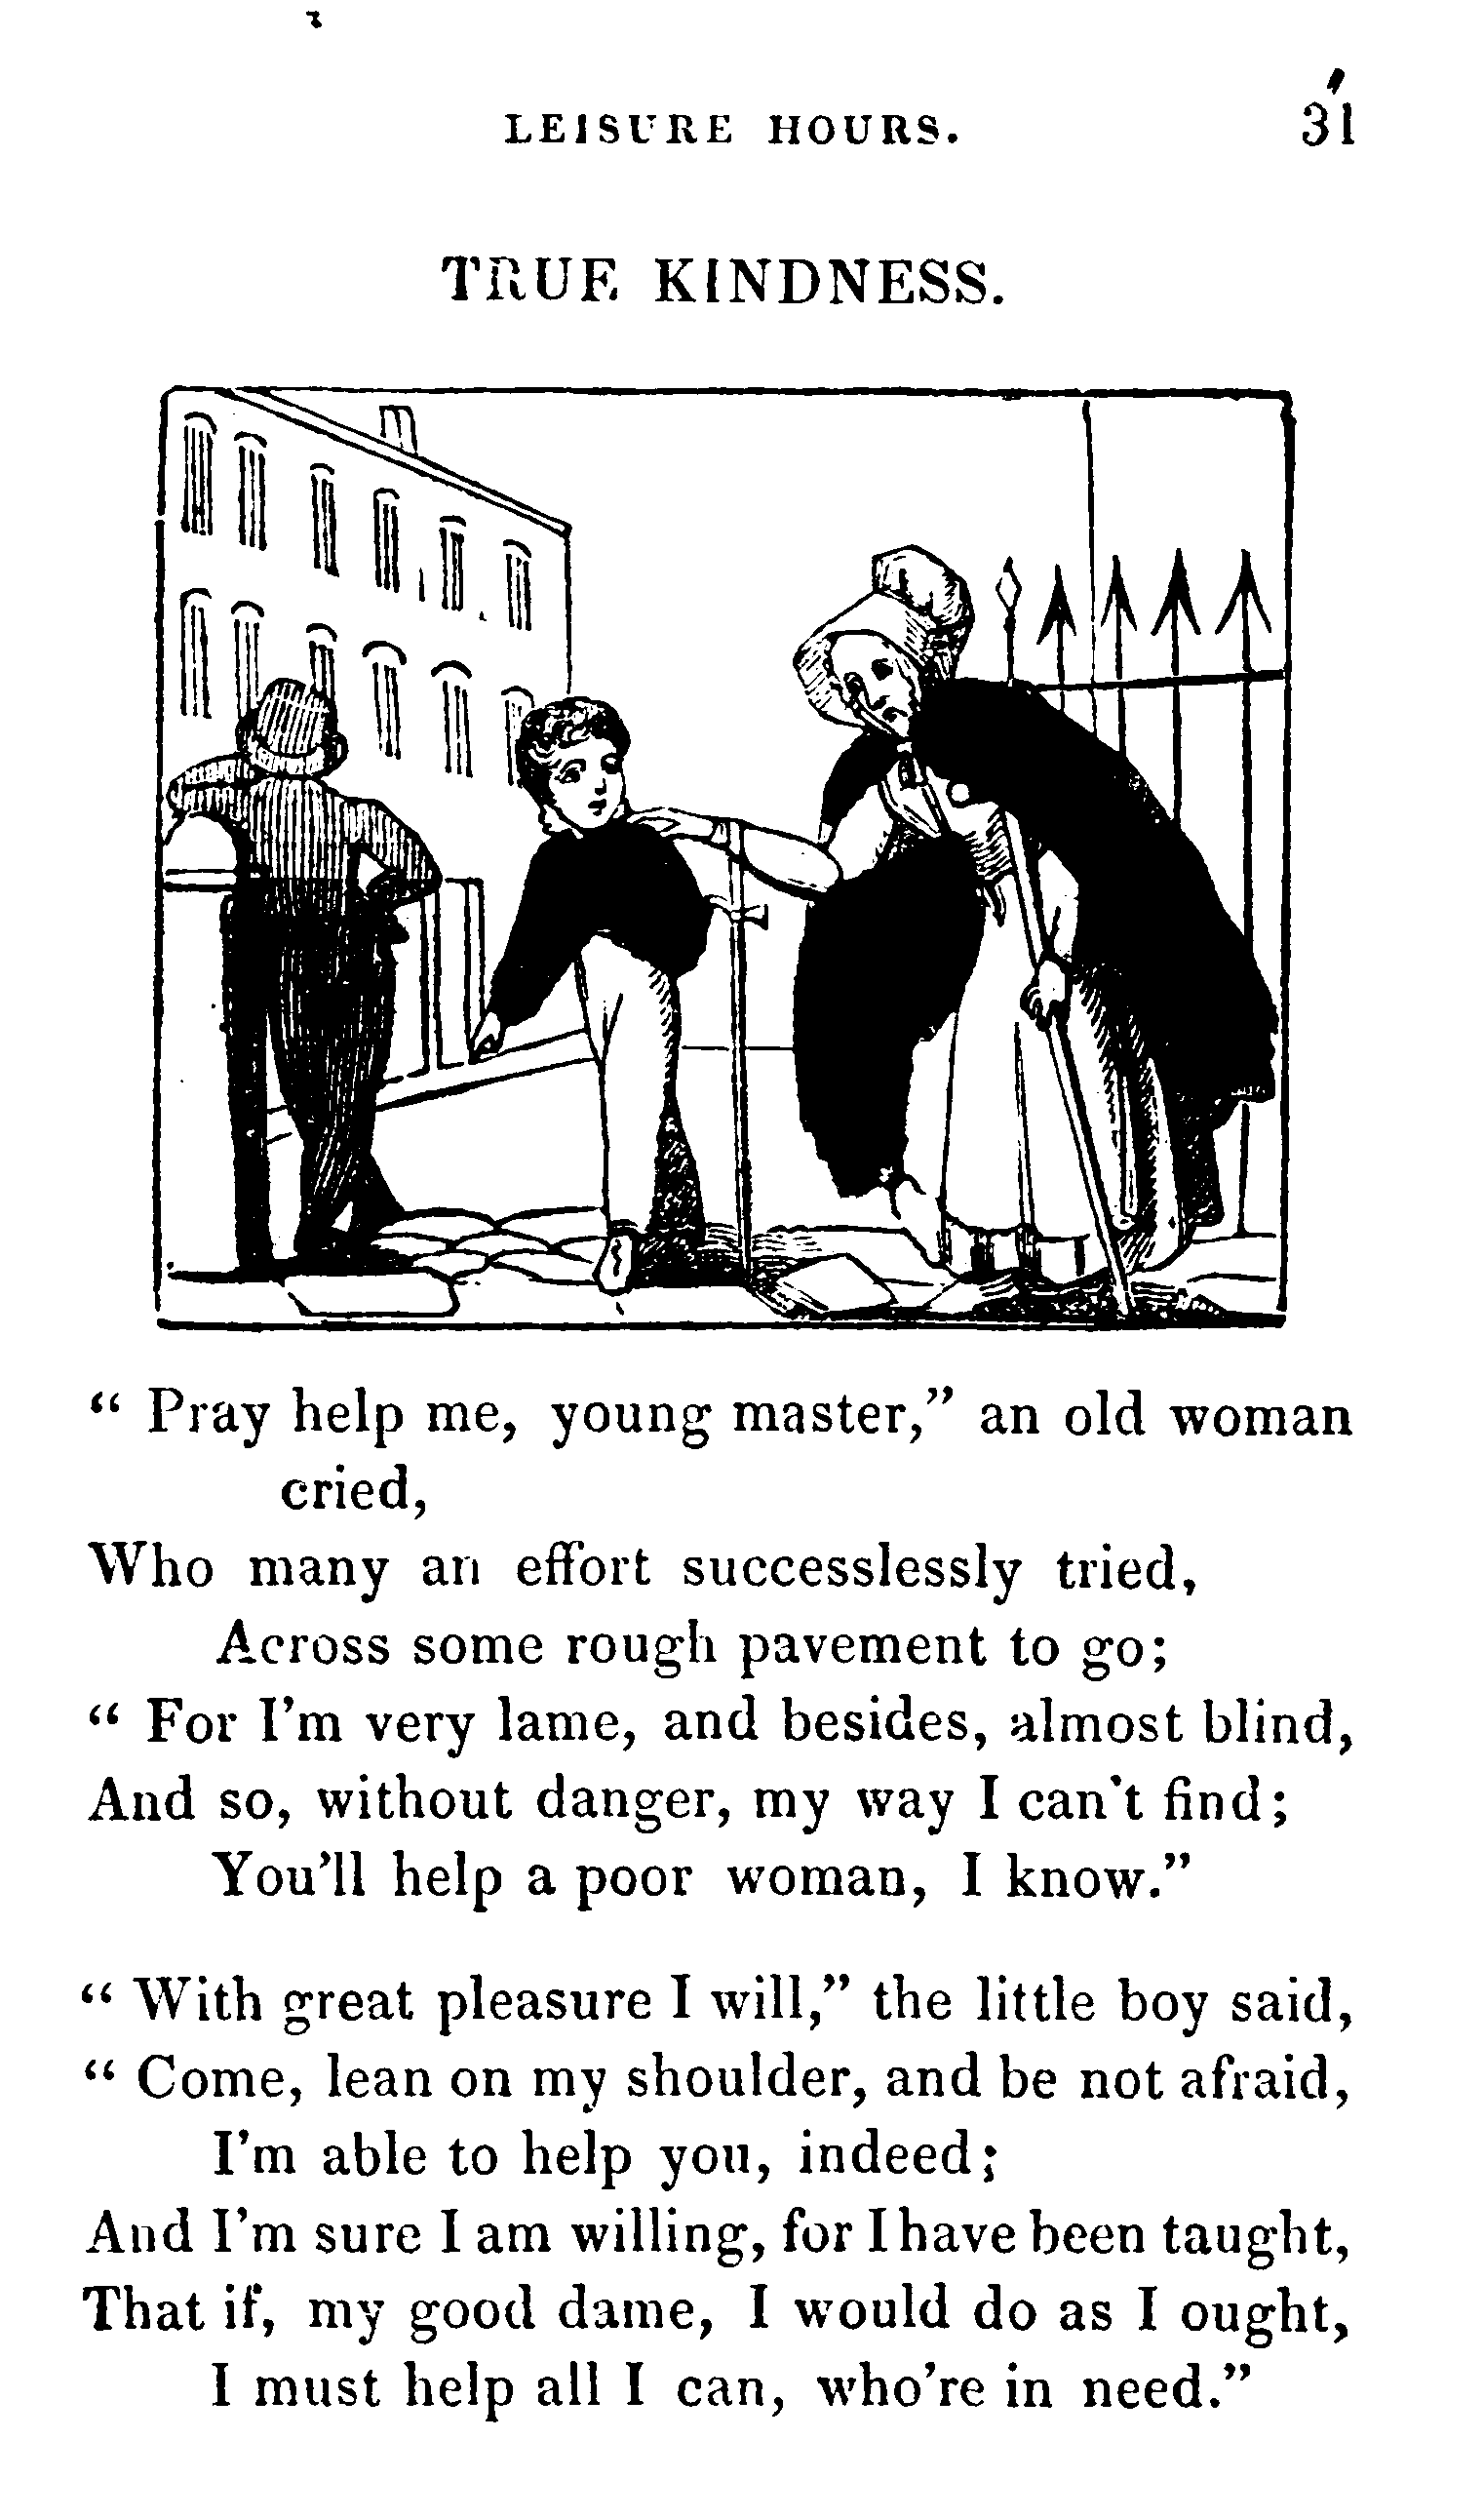 LEISURE HOURS. 31
TRUE KINDNESS.
“ Pray help me, young master,” an old woman
cried,
Who many an effort successlessly tried,
Across some rough pavement to go;
“ For I’m very lame, and besides, almost blind,
And so, without danger, my way I can’t find;
You’ll help a poor woman, I know.”
“ With great pleasure I will,” the little boy said,
“ Come, lean on my shoulder, and be not afraid,
I’m able to help you, indeed;
And I’m sure I am willing, for I have been taught,
That if, my good dame, I would do as I ought,
I must help all I can, who’re in need.”